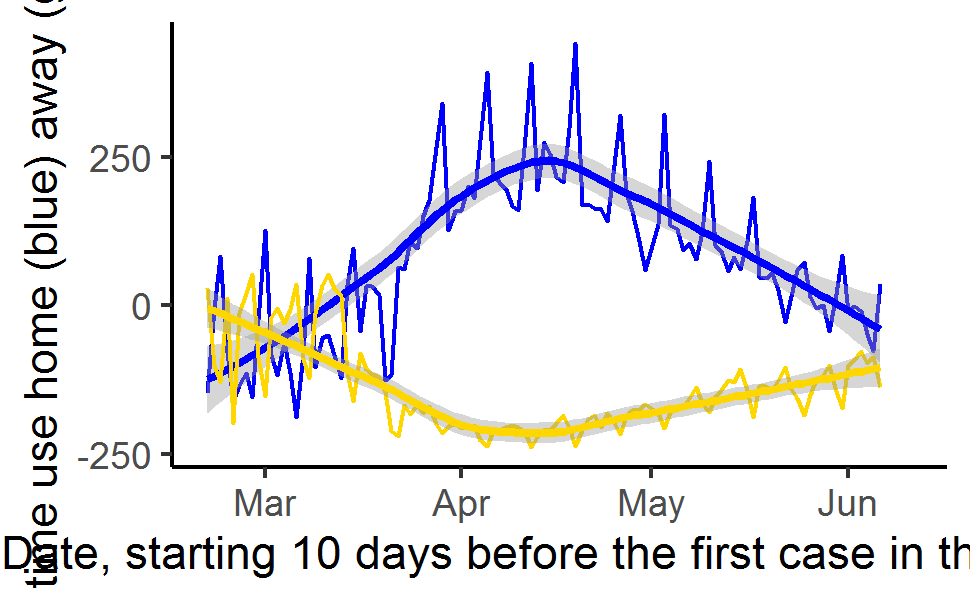 time use home (blue) away (
250
0
-250
Mar Apr May Jun
Date, starting 10 days before the first case in th